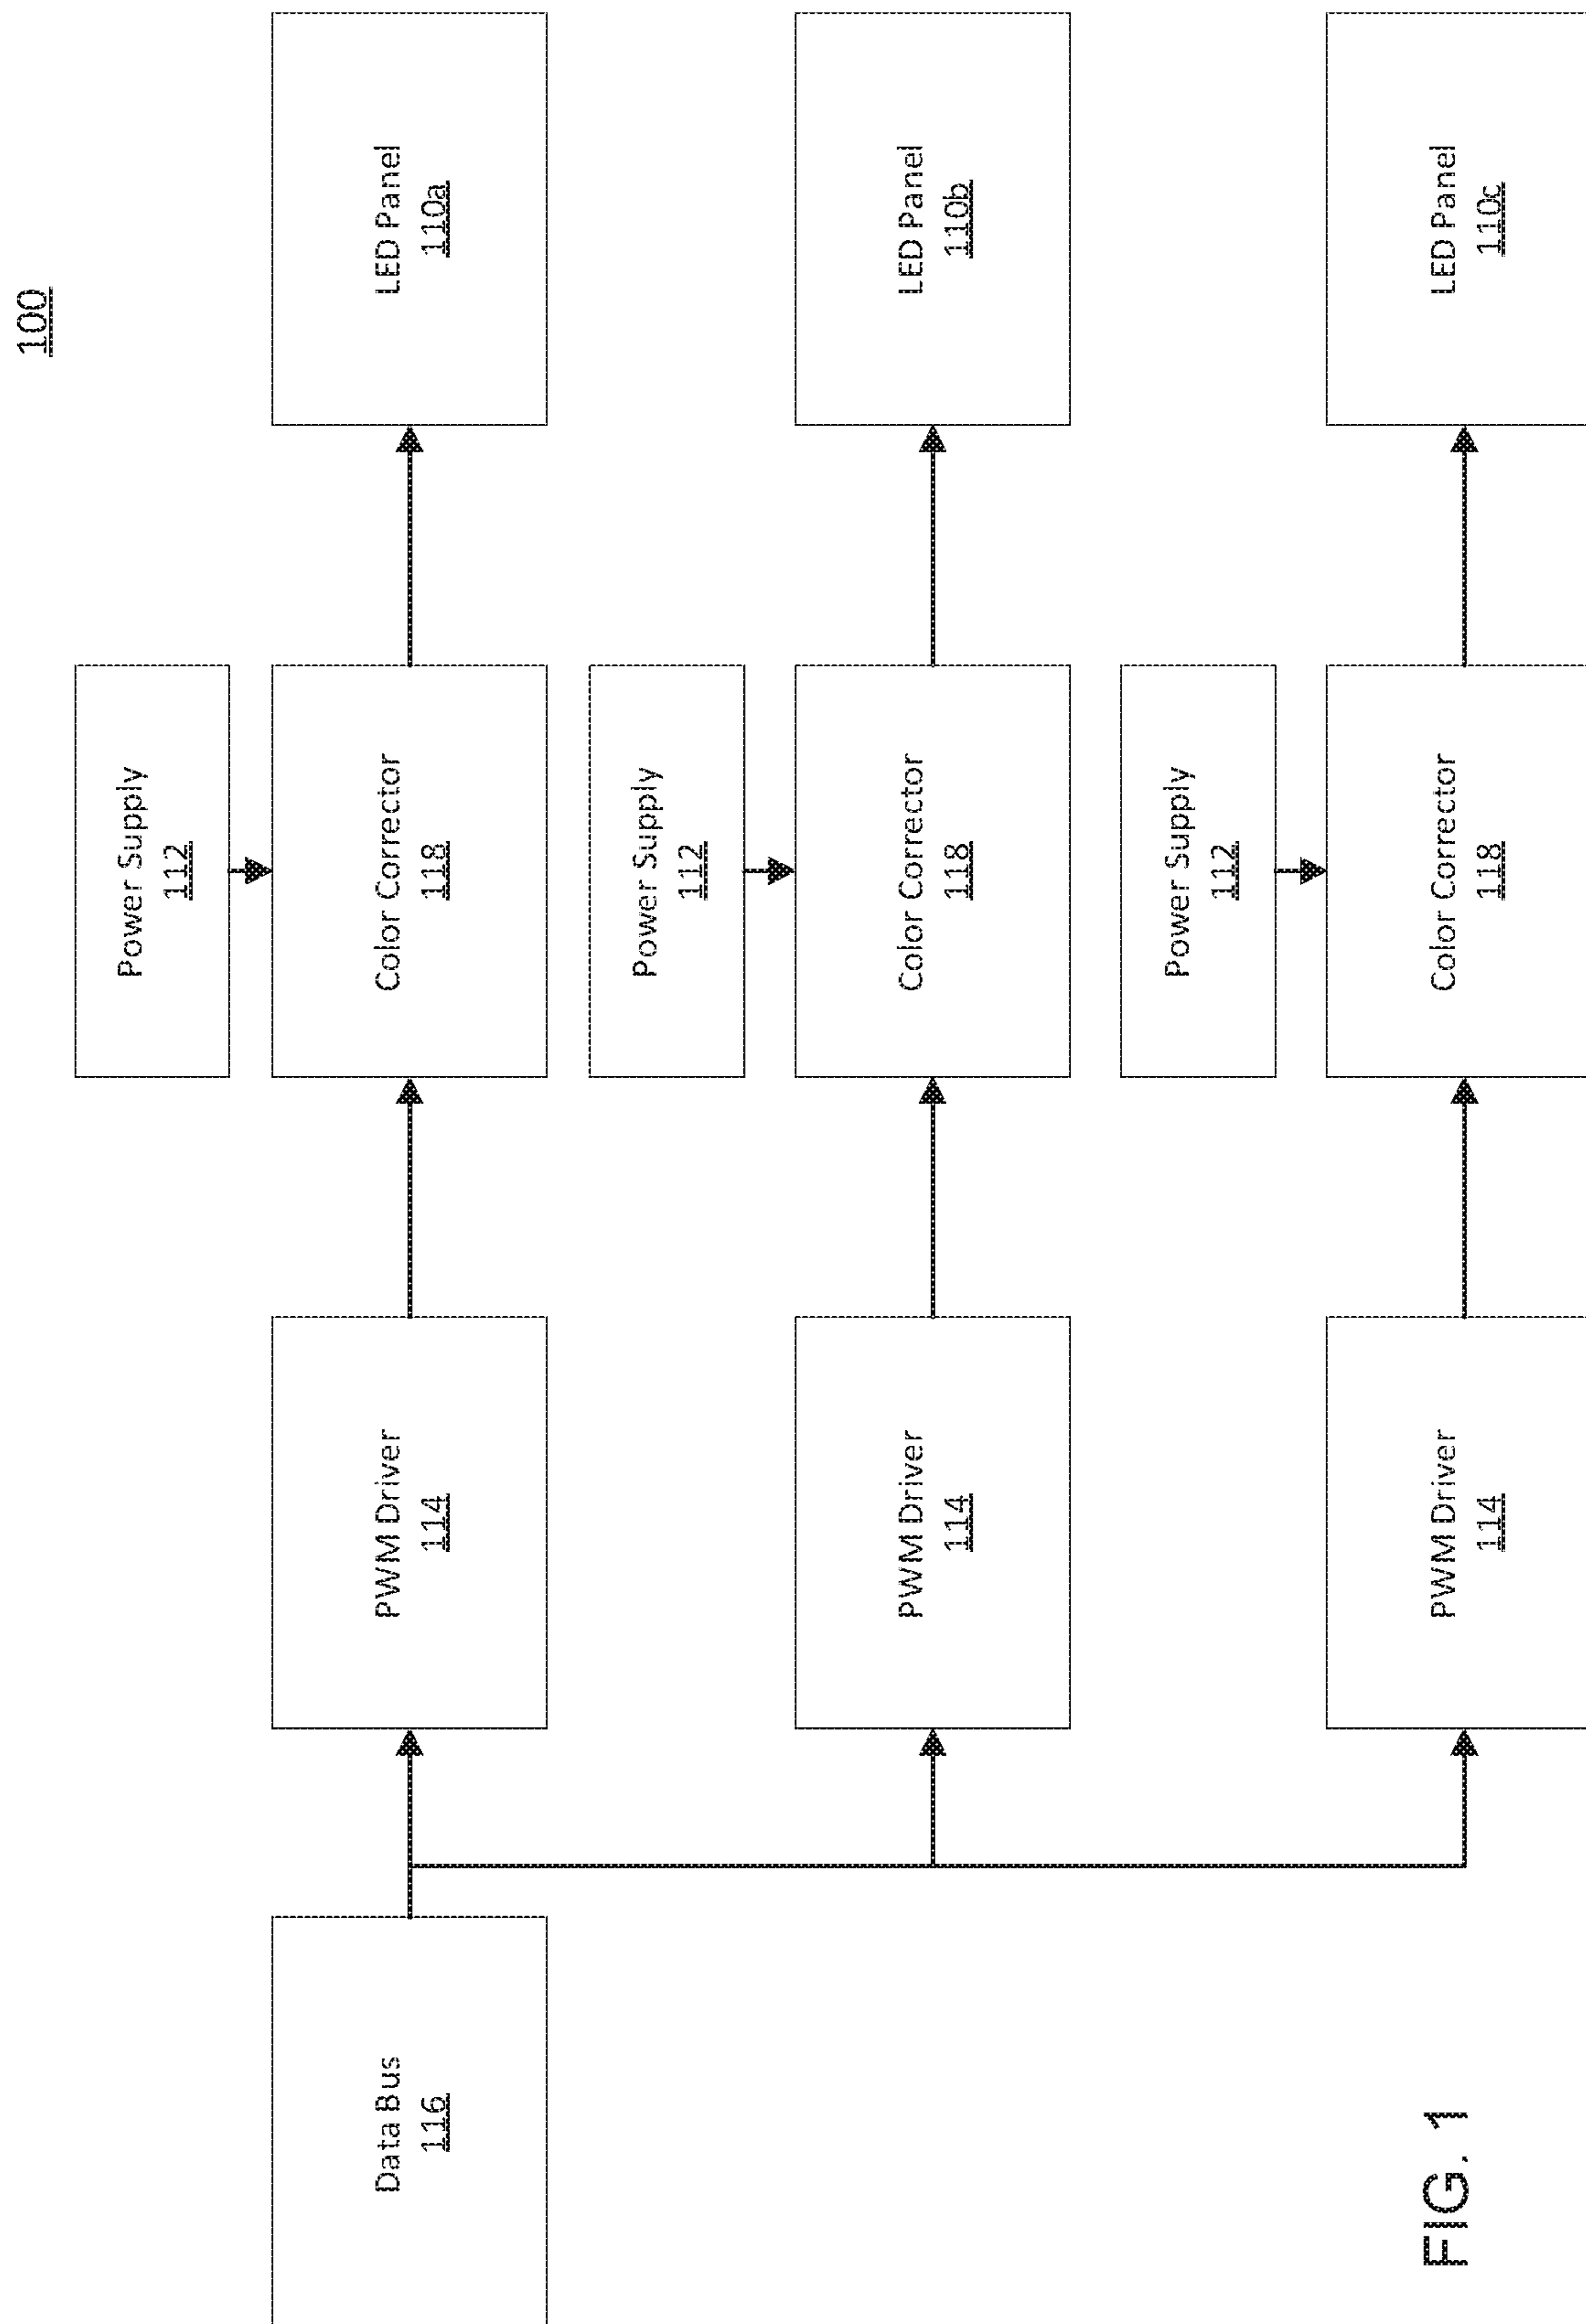 100
Power Supply
112
Data Bus
116
PWM Driver
114
Color Corrector
118
LED Panel
110a
Power Supply
112
PWM Driver
114
Color Corrector
118
LED Panel
110b
Power Supply
112
PWM Driver
114
Color Corrector
118
LED Panel
110c
FIG. 1